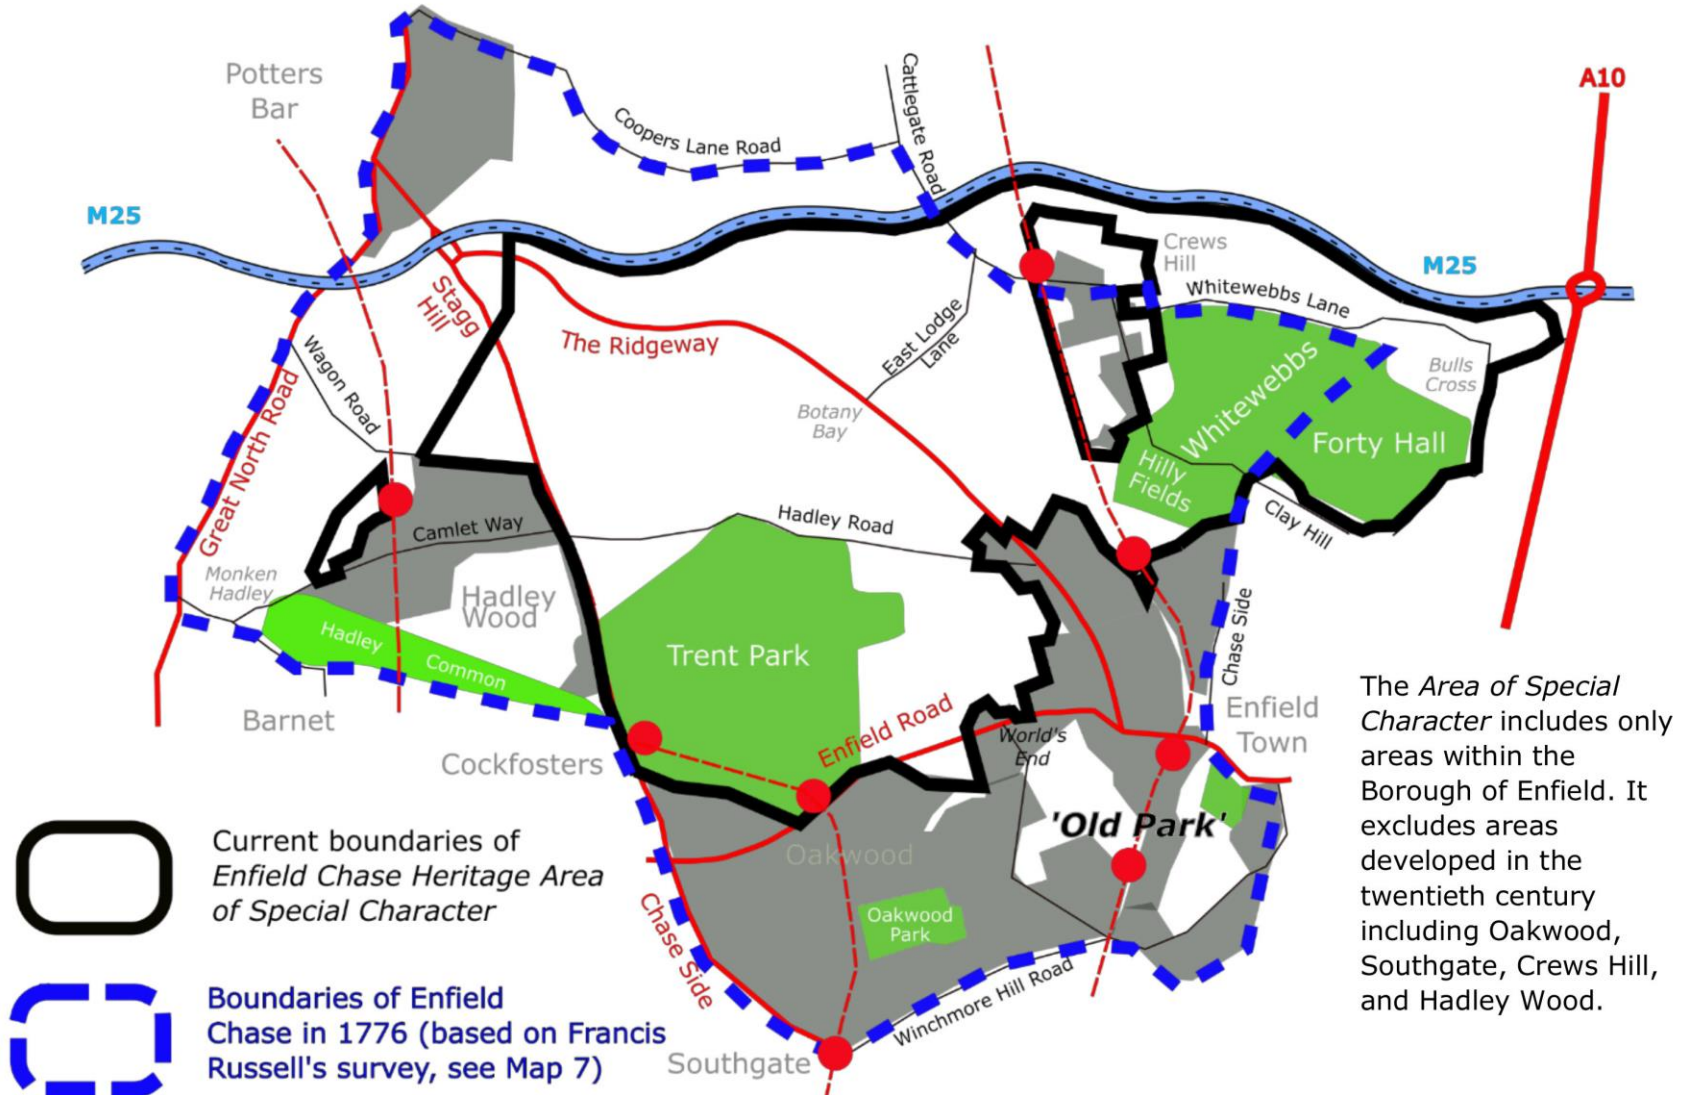 A10
Potters
Bar
Coopers Lane Road
Cattlegate Road
M25
Crews
Hill
M25
Whitewebbs Lane
Stagg
Hill
The Ridgeway
East Lodge
Lane
Wagon Road
Bulls
Cross
Great North Road
Botany
Bay
Whitewebbs
Forty Hall
Hilly
Fields
Clay Hill
Hadley Road
Camlet Way
Monken
Hadley
Hadley
Wood
Hadley
Common
Trent Park
Chase Side
Barnet
Enfield Road
Enfield
Town
World's
End
Cockfosters
'Old Park'
Oakwood
Oakwood
Park
Chase Side
Winchmore Hill Road
Southgate
The Area of Special
Character includes only
areas within the
Borough of Enfield. It
excludes areas
developed in the
twentieth century
including Oakwood,
Southgate, Crews Hill,
and Hadley Wood.
Current boundaries of
Enfield Chase Heritage Area
of Special Character
Boundaries of Enfield
Chase in 1776 (based on Francis
Russell's survey, see Map 7)